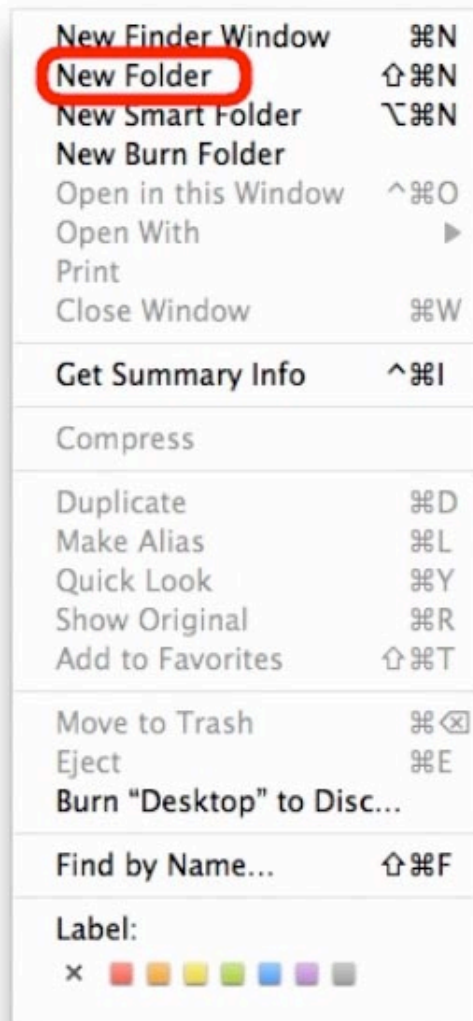 New Finder Window ⌘N
New Folder ⇧⌘N
New Smart Folder ⌥⌘N
New Burn Folder
Open in this Window ^⌘O
Open With ▶
Print
Close Window ⌘W
Get Summary Info ^⌘I
Compress
Duplicate ⌘D
Make Alias ⌘L
Quick Look ⌘Y
Show Original ⌘R
Add to Favorites ⇧⌘T
Move to Trash ⌘⌫
Eject ⌘E
Burn “Desktop” to Disc...
Find by Name... ⇧⌘F
Label:
×